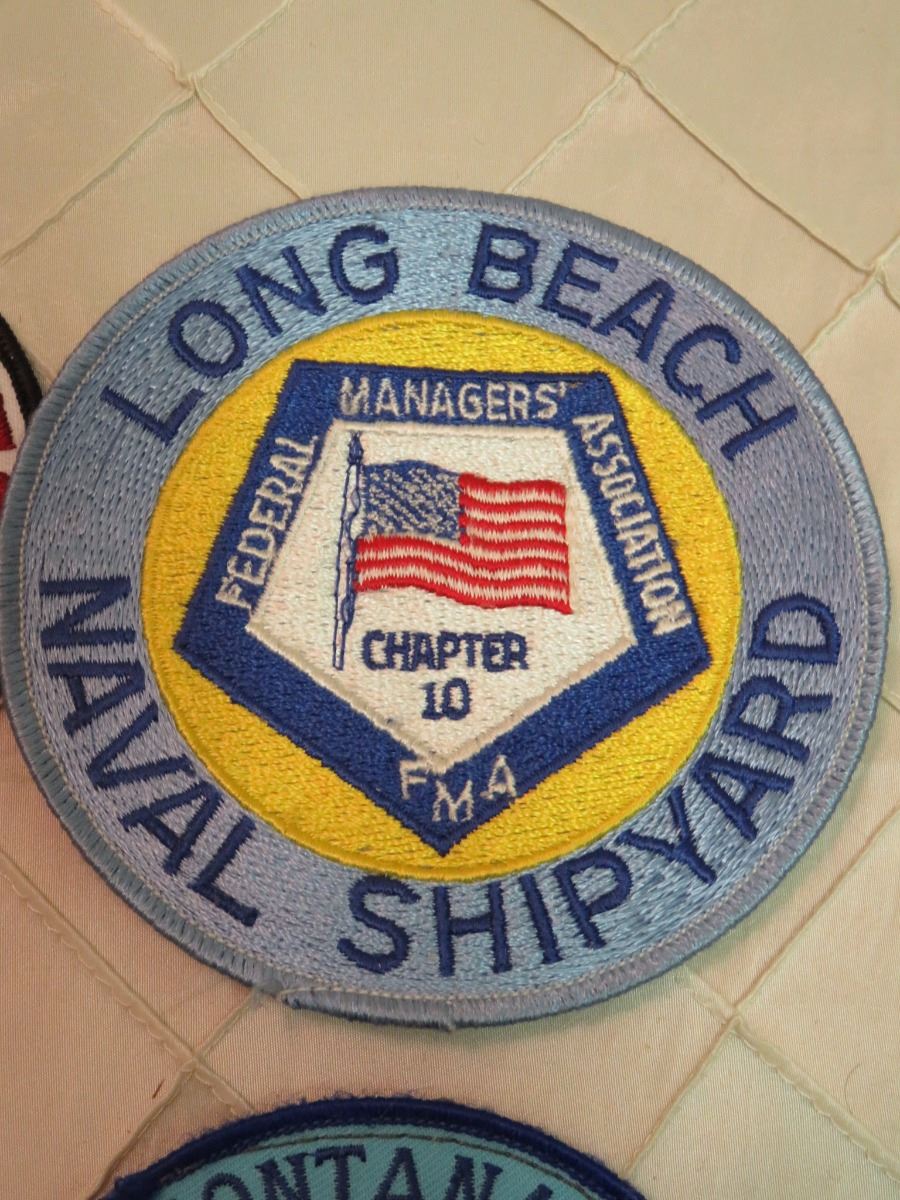 LONG BEACH
NAVAL SHIPYARD
FEDERAL MANAGERS' ASSOCIATION
CHAPTER
10
FMA